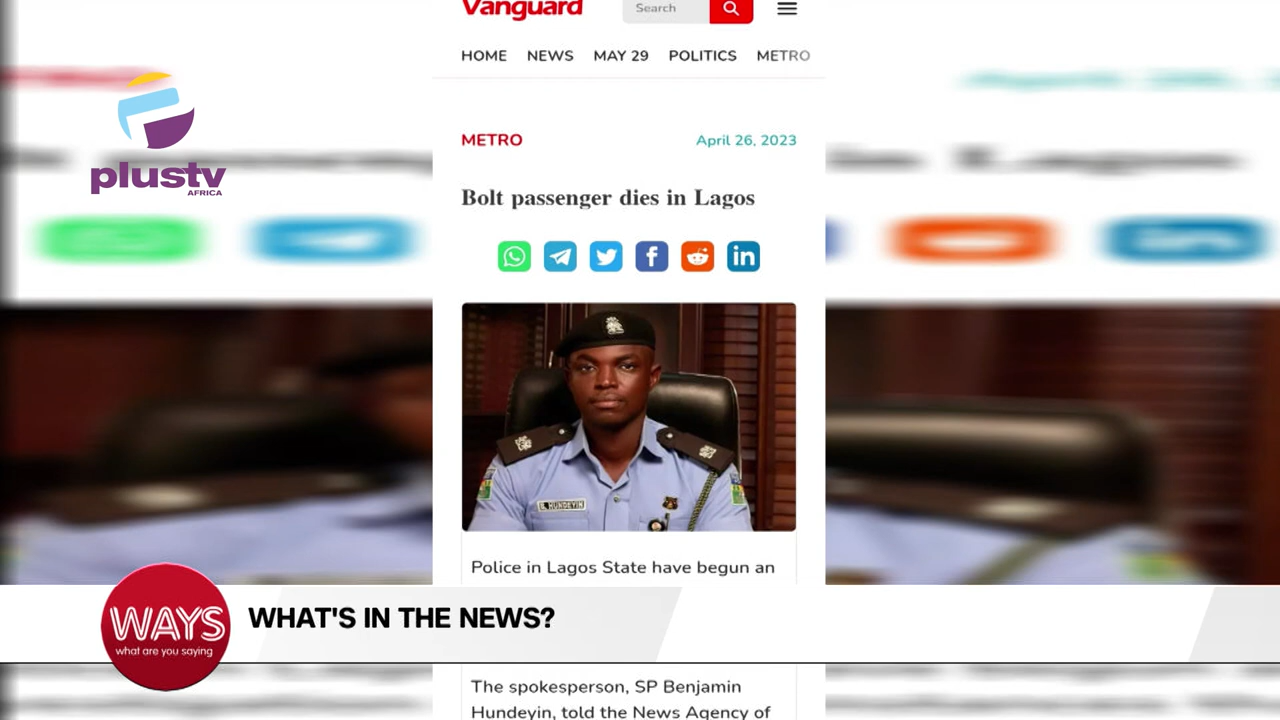 Vanguard
Search
HOME NEWS MAY 29 POLITICS METRO
plustv
AFRICA
METRO
April 26, 2023
Bolt passenger dies in Lagos
B. HUNDEYIN
Police in Lagos State have begun an
WAYS
what are you saying
WHAT'S IN THE NEWS?
The spokesperson, SP Benjamin
Hundeyin, told the News Agency of